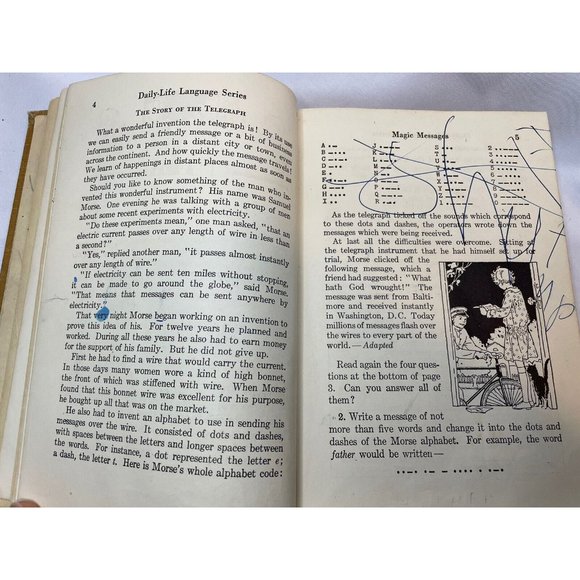 4
Daily-Life Language Series
THE STORY OF THE TELEGRAPH
What a wonderful invention the telegraph is! By its use
we can easily send a friendly message or a bit of business
information to a person in a distant city or town, even
across the continent. And how quickly the message travels!
We learn of happenings in distant places almost as soon as
they have occurred.
Should you like to know something of the man who in-
vented this wonderful instrument? His name was Samuel
Morse. One evening he was talking with a group of men
about some recent experiments with electricity.
"Do these experiments mean," one man asked, "that an
electric current passes over any length of wire in less than
a second?"
"Yes," replied another man, "it passes almost instantly
over any length of wire."
"If electricity can be sent ten miles without stopping,
it can be made to go around the globe," said Morse.
"That means that messages can be sent anywhere by
electricity."
That very night Morse began working on an invention to
prove this idea of his. For twelve years he planned and
worked. During all these years he also had to earn money
for the support of his family. But he did not give up.
First he had to find a wire that would carry the current.
In those days many women wore a kind of high bonnet,
the front of which was stiffened with wire. When Morse
found that this bonnet wire was excellent for his purpose,
he bought up all that was on the market.
He also had to invent an alphabet to use in sending his
messages over the wire. It consisted of dots and dashes,
with spaces between the letters and longer spaces between
the words. For instance, a dot represented the letter e;
a dash, the letter t. Here is Morse's whole alphabet code:
Magic Messages
5
A J S
B K T 2
C L U 3
D M V 4
E N W 5
F
G P
H Q Z
I R
As the telegraph ticked off the sounds which correspond
to these dots and dashes, the operators wrote down the
messages which were being received.
At last all the difficulties were overcome. Sitting at
the telegraph instrument that he had himself set up for
trial, Morse clicked off the
following message, which a
friend had suggested: "What
hath God wrought!" The
message was sent from Balti-
more and received instantly
in Washington, D.C. Today
millions of messages flash over
the wires to every part of the
world. — Adapted
Read again the four ques-
tions at the bottom of page
3. Can you answer all of
them?
2. Write a message of not
more than five words and change it into the dots and
dashes of the Morse alphabet. For example, the word
father would be written—